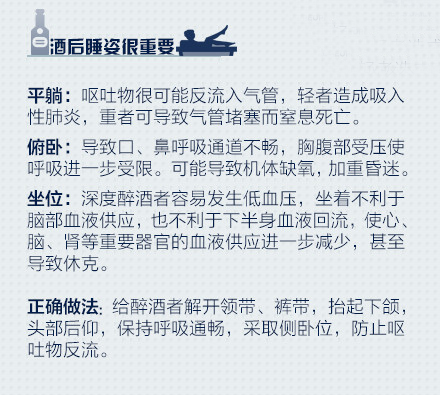 酒后睡姿很重要
平躺：呕吐物很可能反流入气管，轻者造成吸入
性肺炎，重者可导致气管堵塞而窒息死亡。
俯卧：导致口、鼻呼吸通道不畅，胸腹部受压使
呼吸进一步受限。可能导致机体缺氧，加重昏迷。
坐位：深度醉酒者容易发生低血压，坐着不利于
脑部血液供应，也不利于下半身血液回流，使心、
脑、肾等重要器官的血液供应进一步减少，甚至
导致休克。
正确做法：给醉酒者解开领带、裤带，抬起下颌，
头部后仰，保持呼吸通畅，采取侧卧位，防止呕
吐物反流。